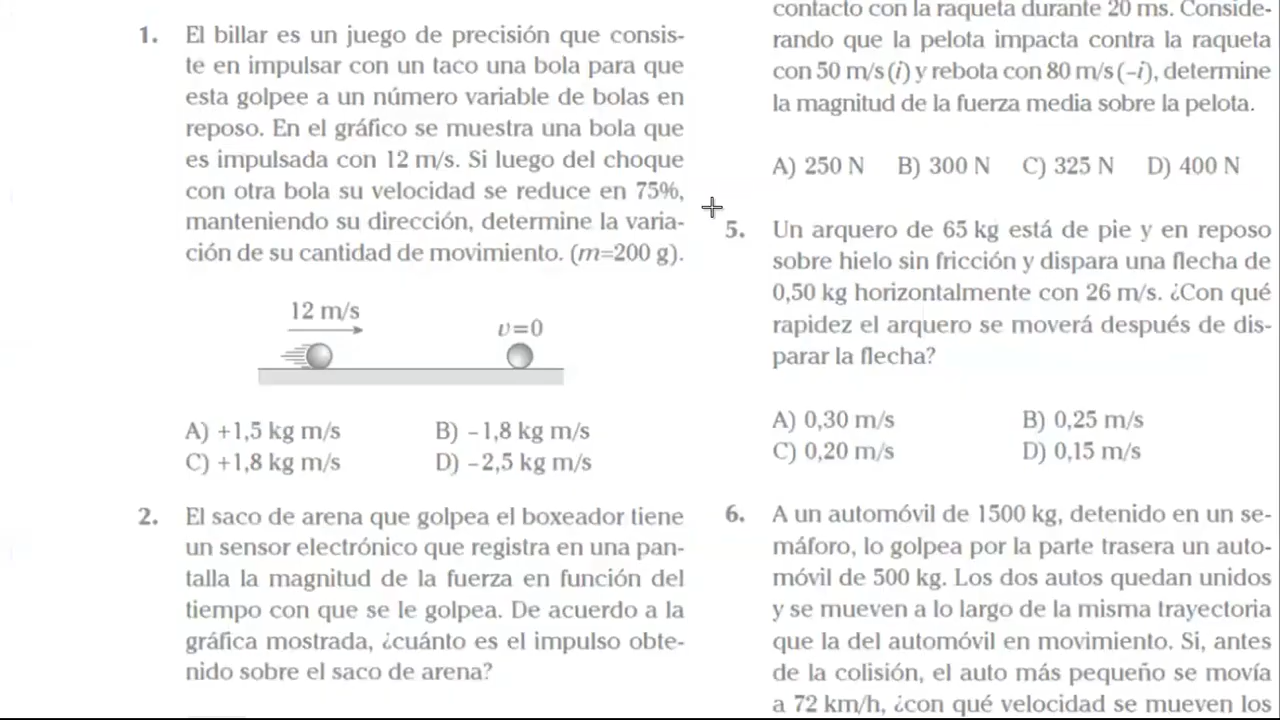 1. El billar es un juego de precisión que consis-
te en impulsar con un taco una bola para que
esta golpee a un número variable de bolas en
reposo. En el gráfico se muestra una bola que
es impulsada con 12 m/s. Si luego del choque
con otra bola su velocidad se reduce en 75%,
manteniendo su dirección, determine la varia-
ción de su cantidad de movimiento. (m=200 g).
12 m/s
v=0
A) +1,5 kg m/s B) –1,8 kg m/s
C) +1,8 kg m/s D) –2,5 kg m/s
2. El saco de arena que golpea el boxeador tiene
un sensor electrónico que registra en una pan-
talla la magnitud de la fuerza en función del
tiempo con que se le golpea. De acuerdo a la
gráfica mostrada, ¿cuánto es el impulso obte-
nido sobre el saco de arena?
contacto con la raqueta durante 20 ms. Conside-
rando que la pelota impacta contra la raqueta
con 50 m/s (i) y rebota con 80 m/s (–i), determine
la magnitud de la fuerza media sobre la pelota.
A) 250 N B) 300 N C) 325 N D) 400 N
5. Un arquero de 65 kg está de pie y en reposo
sobre hielo sin fricción y dispara una flecha de
0,50 kg horizontalmente con 26 m/s. ¿Con qué
rapidez el arquero se moverá después de dis-
parar la flecha?
A) 0,30 m/s B) 0,25 m/s
C) 0,20 m/s D) 0,15 m/s
6. A un automóvil de 1500 kg, detenido en un se-
máforo, lo golpea por la parte trasera un auto-
móvil de 500 kg. Los dos autos quedan unidos
y se mueven a lo largo de la misma trayectoria
que la del automóvil en movimiento. Si, antes
de la colisión, el auto más pequeño se movía
a 72 km/h, ¿con qué velocidad se mueven los